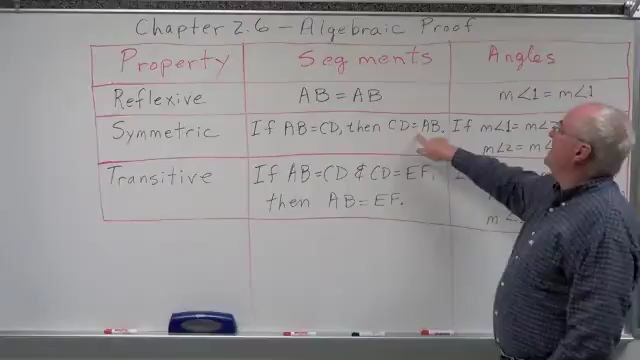 Chapter 2.6 – Algebraic Proof
Property Segments Angles
Reflexive AB = AB m∠1 = m∠1
Symmetric If AB=CD, then CD=AB. If m∠1 = m∠2
m∠2 = m∠
Transitive If AB=CD & CD=EF,
then AB = EF.
m∠